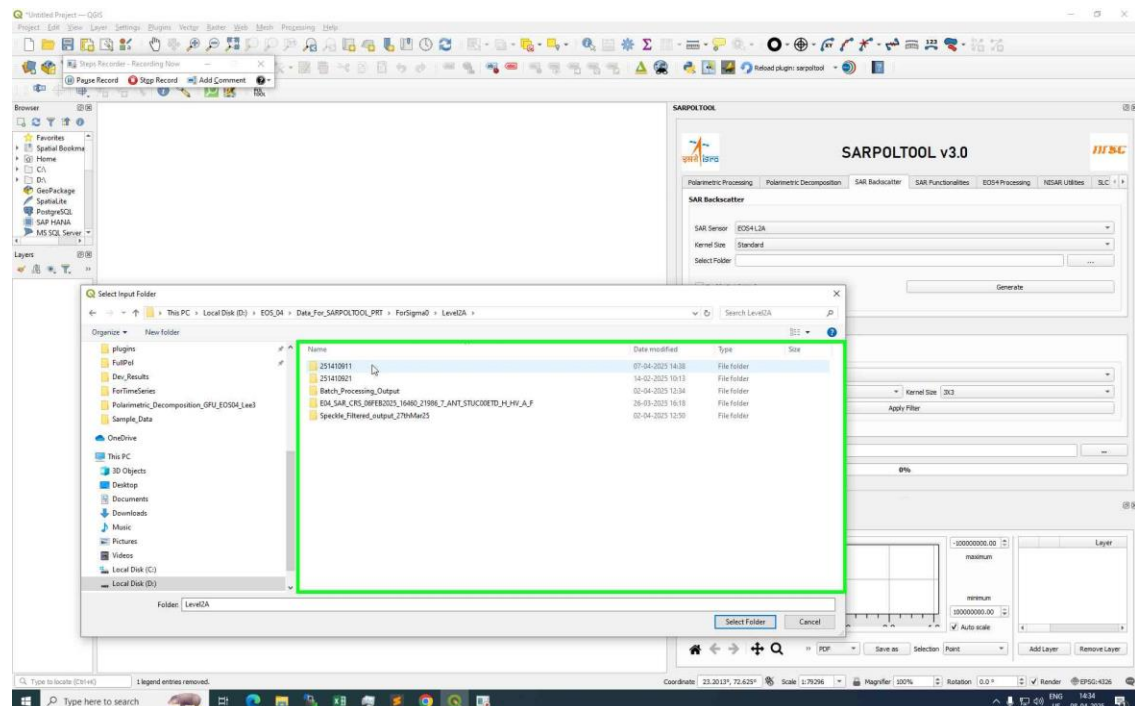 *Untitled Project — QGIS
Project Edit View Layer Settings Plugins Vector Raster Web Mesh Processing Help
Steps Recorder - Recording Now
Reload plugin: sarpoltool
Pause Record Stop Record Add Comment
Browser
Favorites
Spatial Bookma
Home
C:\
D:\
GeoPackage
SpatiaLite
PostgreSQL
SAP HANA
MS SQL Server
Layers
SARPOLTOOL
इसरो isro
SARPOLTOOL v3.0
nrsc
Polarimetric Processing Polarimetric Decomposition SAR Backscatter SAR Functionalities EOS4 Processing NISAR Utilities SLC
SAR Backscatter
SAR Sensor EOS4 L2A
Kernel Size Standard
Select Folder ...
Generate
Kernel Size 3X3
Apply Filter
...
0%
Select Input Folder
This PC › Local Disk (D:) › EOS_04 › Data_For_SARPOLTOOL_PRT › ForSigma0 › Level2A ›
Search Level2A
Organize New folder
Name Date modified Type Size
plugins
FullPol
Dev_Results
ForTimeSeries
Polarimetric_Decomposition_GFU_EOS04_Lee3
Sample_Data
OneDrive
This PC
3D Objects
Desktop
Documents
Downloads
Music
Pictures
Videos
Local Disk (C:)
Local Disk (D:)
251410911 07-04-2025 14:38 File folder
251410921 14-02-2025 10:13 File folder
Batch_Processing_Output 02-04-2025 12:34 File folder
E04_SAR_CRS_08FEB2025_16460_21986_7_ANT_STUC00ETD_H_HV_A_F 26-03-2025 16:18 File folder
Speckle_Filtered_output_27thMar25 02-04-2025 12:50 File folder
Folder: Level2A
Select Folder Cancel
-100000000.00
maximum
minimum
100000000.00
Auto scale
Layer
PDF Save as Selection Point Add Layer Remove Layer
Type to locate (Ctrl+K) 1 legend entries removed. Coordinate 23.2013°, 72.625° Scale 1:79296 Magnifier 100% Rotation 0.0 ° Render EPSG:4326
Type here to search
ENG 14:34